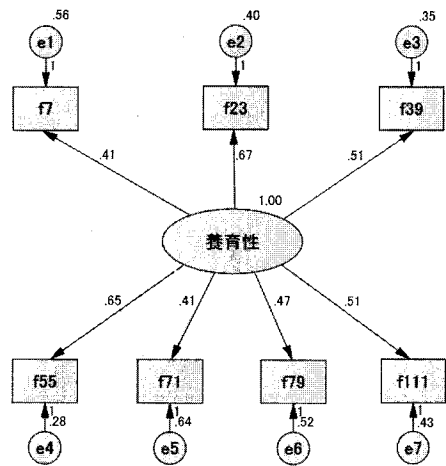 .56 .40 .35
e1 e2 e3
1 1 1
f7 f23 f39
.41 .67 .51
1.00
養育性
.65 .41 .47 .51
f55 f71 f79 f111
1 1 1 1
.28 .64 .52 .43
e4 e5 e6 e7